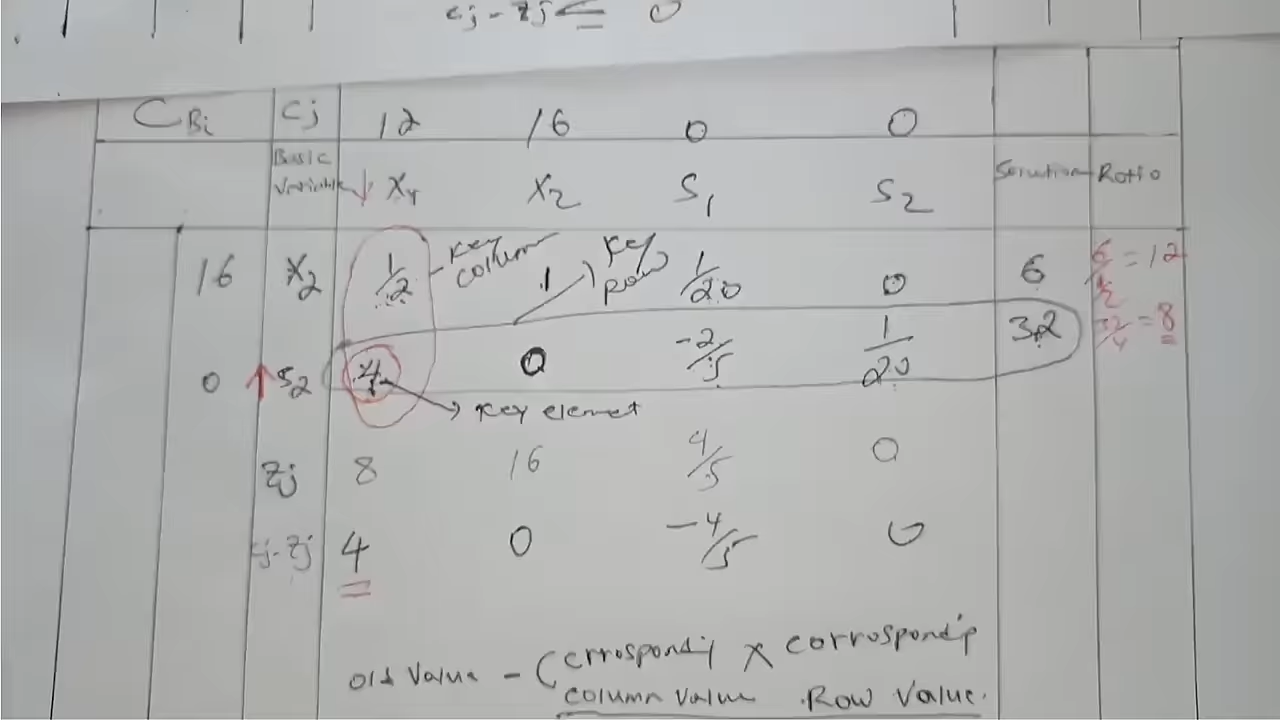 Cj - Zj <= 0
CBi Cj 12 16 0 0
Basic Variable ↓ X1 X2 S1 S2 Solution Ratio
16 X2 1/2 1 1/20 0 6 6/½ = 12
key column
key row
0 ↑ S2 4 0 -2/5 1/20 32 32/4 = 8
→ key elemet
Zj 8 16 4/5 0
Cj-Zj 4 0 -4/5 0
Old Value - (
column value × Row Value.